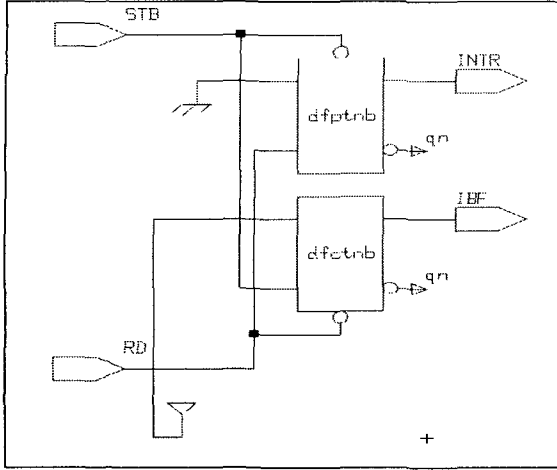 STB
INTR
dfptnb
qn
IBF
dfctnb
qn
RD